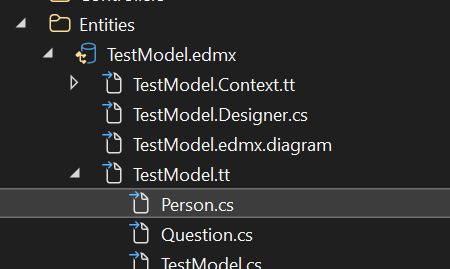 Entities
TestModel.edmx
TestModel.Context.tt
TestModel.Designer.cs
TestModel.edmx.diagram
TestModel.tt
Person.cs
Question.cs
TestModel.cs